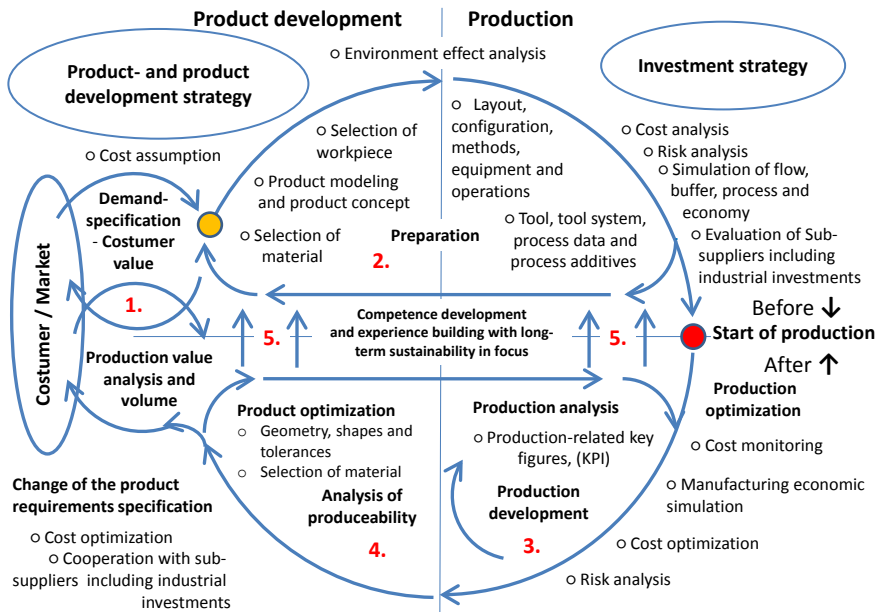 Product development
Production
○ Environment effect analysis
Product- and product
development strategy
Investment strategy
○ Layout,
configuration,
methods,
equipment and
operations
○ Selection of
workpiece
○ Cost analysis
○ Risk analysis
○ Simulation of flow,
buffer, process and
economy
○ Cost assumption
○ Product modeling
and product concept
Demand-
specification
- Costumer
value
○ Selection of
material
Preparation
2.
○ Tool, tool system,
process data and
process additives
○ Evaluation of Sub-
suppliers including
industrial investments
Costumer / Market
1.
5.
Competence development
and experience building with long-
term sustainability in focus
5.
Before ↓
Start of production
After ↑
Production value
analysis and
volume
Production
optimization
Product optimization
○ Geometry, shapes and
tolerances
○ Selection of material
Production analysis
○ Production-related key
figures, (KPI)
○ Cost monitoring
Change of the product
requirements specification
Analysis of
produceability
4.
Production
development
3.
○ Manufacturing economic
simulation
○ Cost optimization
○ Cooperation with sub-
suppliers including industrial
investments
○ Cost optimization
○ Risk analysis